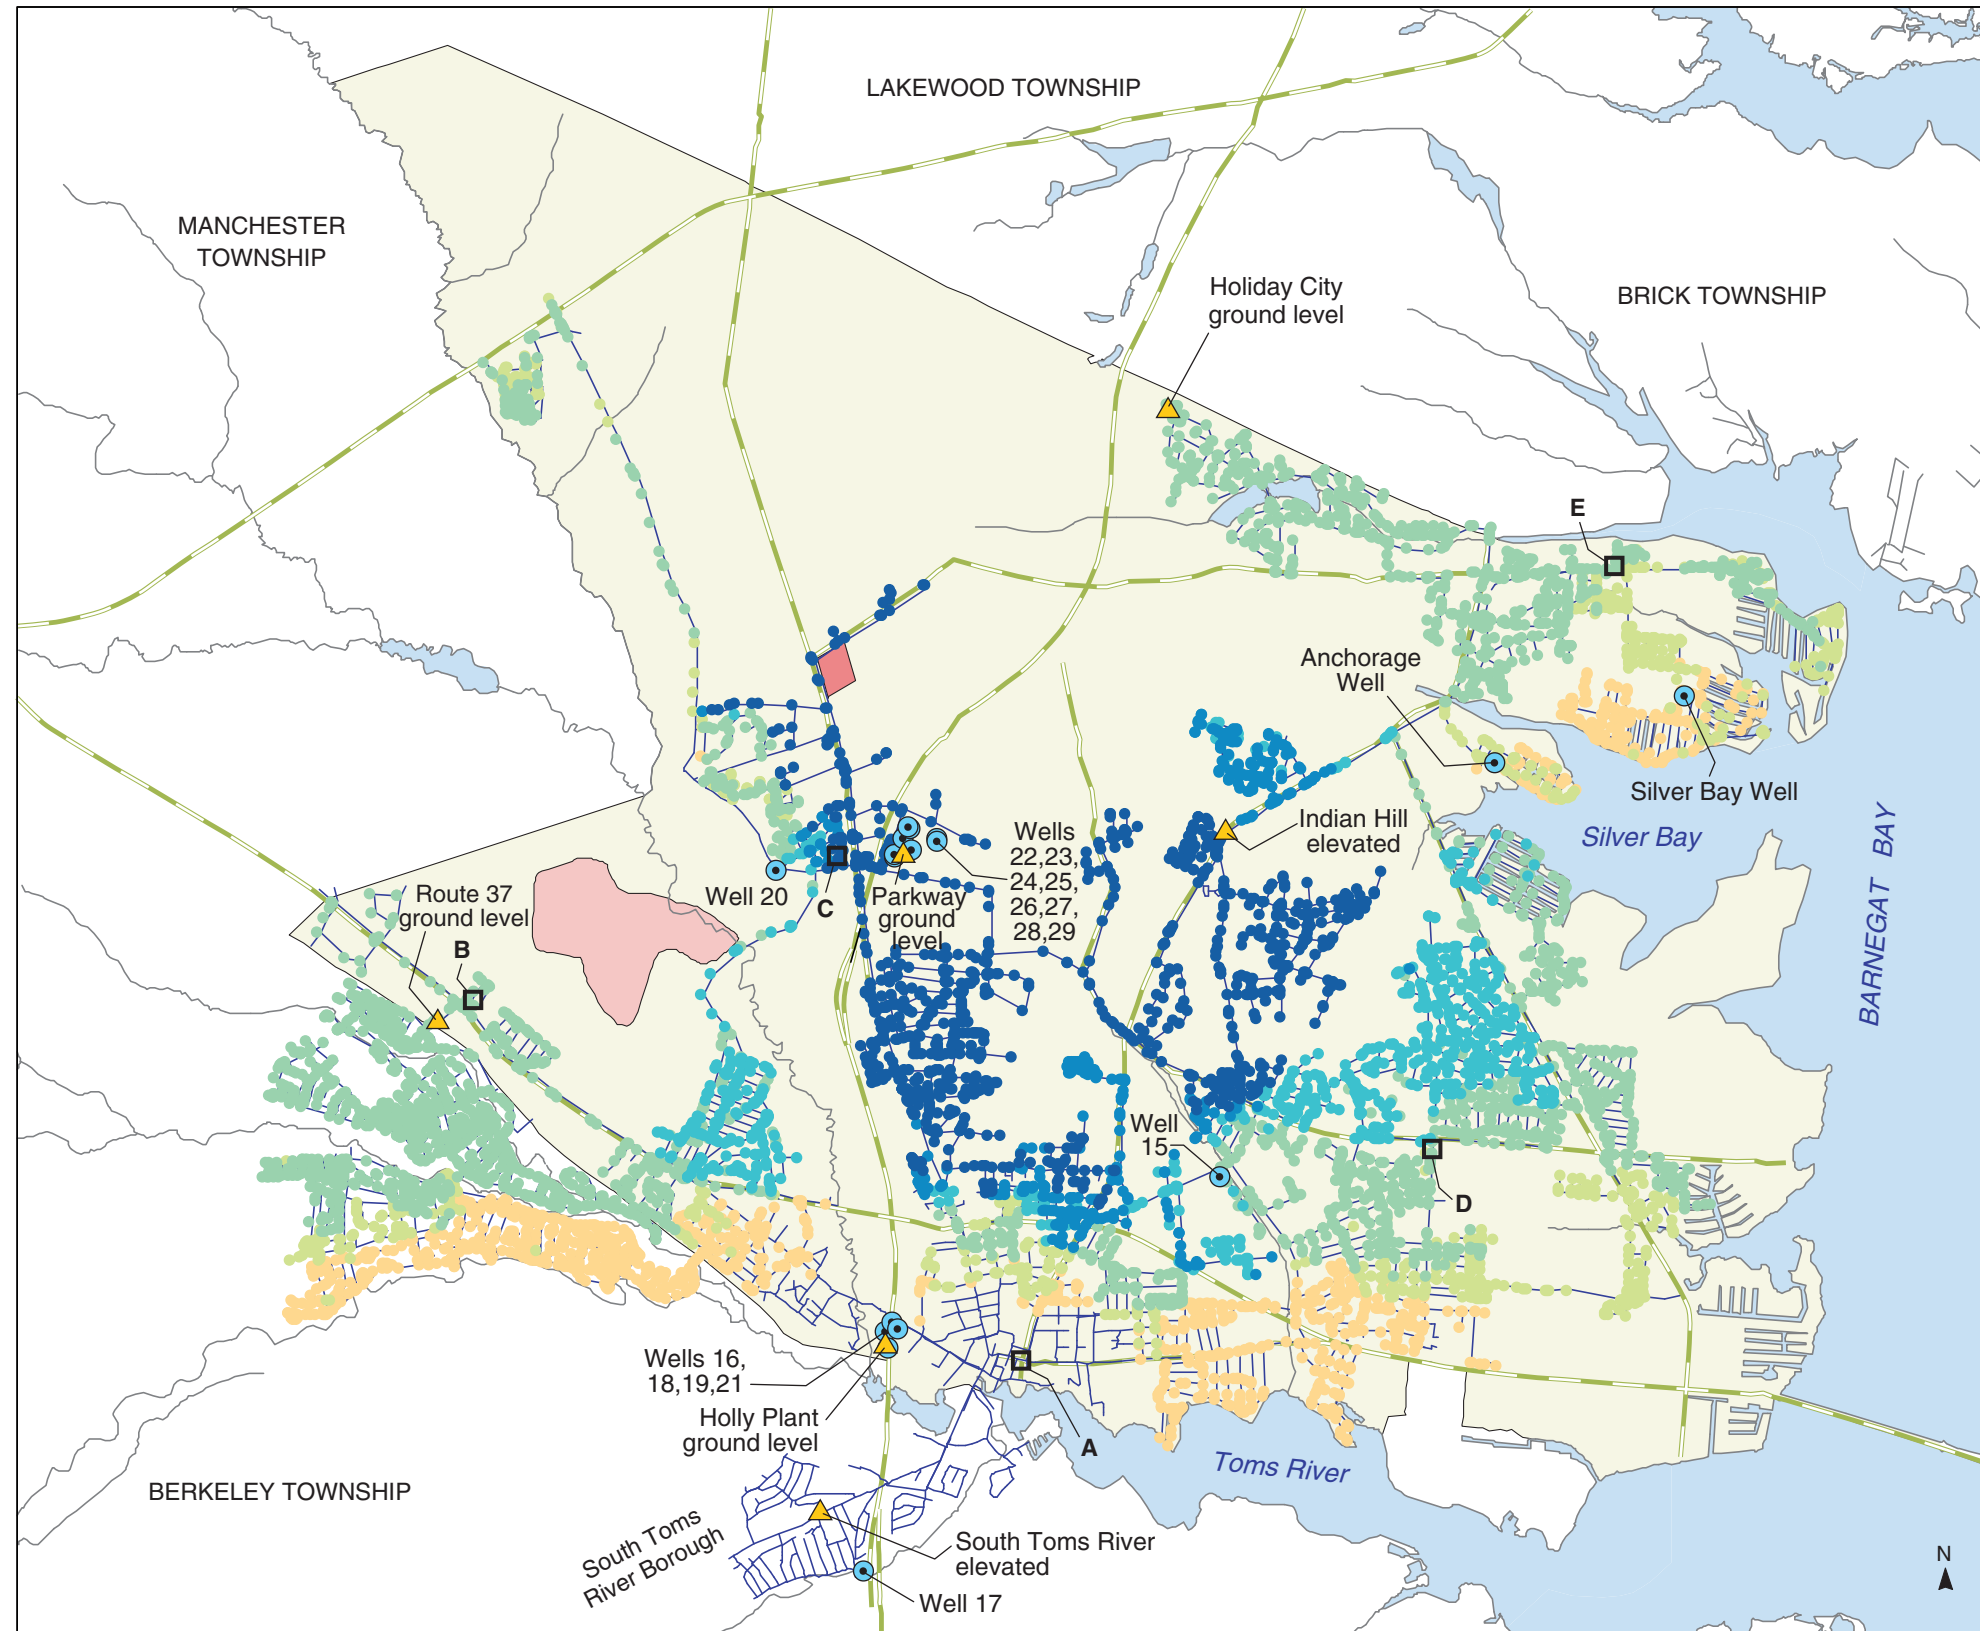 LAKEWOOD TOWNSHIP
MANCHESTER
TOWNSHIP
Holiday City
ground level
BRICK TOWNSHIP
E
Anchorage
Well
Silver Bay Well
Indian Hill
elevated
Silver Bay
BARNEGAT BAY
Wells
22,23,
24,25,
26,27,
28,29
Well 20
C
Parkway
ground
level
Route 37
ground level
B
Well
15
D
Wells 16,
18,19,21
Holly Plant
ground level
A
Toms River
BERKELEY TOWNSHIP
South Toms
River Borough
South Toms River
elevated
Well 17
N